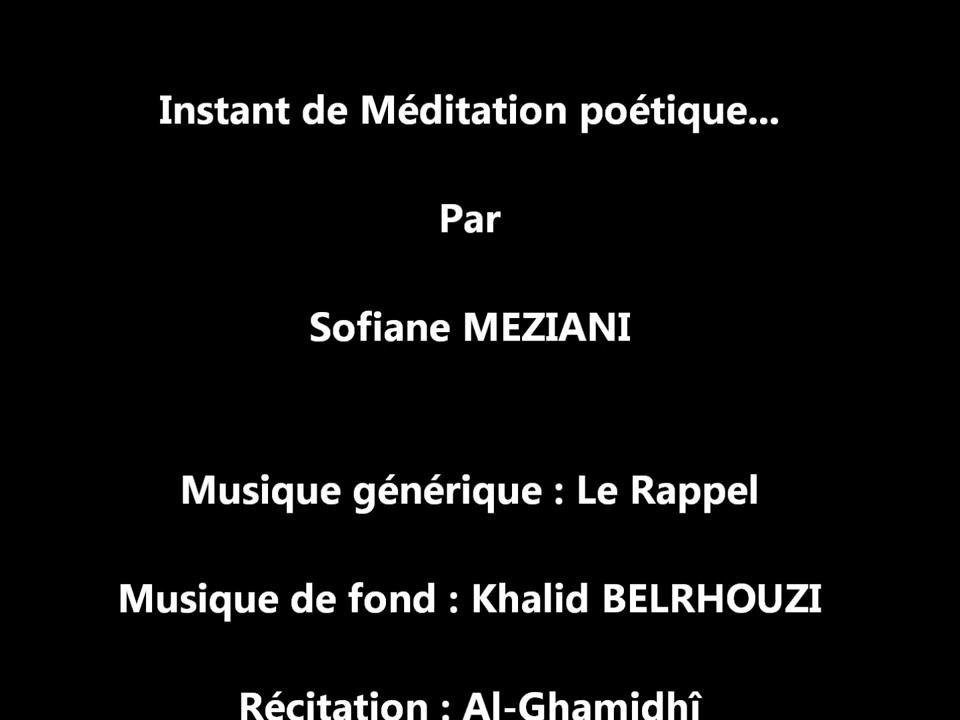 Instant de Méditation poétique...
Par
Sofiane MEZIANI
Musique générique : Le Rappel
Musique de fond : Khalid BELRHOUZI
Récitation : Al-Ghamidhî